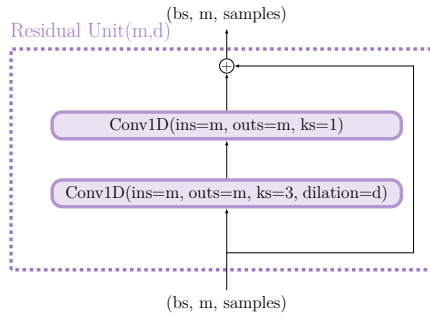 (bs, m, samples)
Residual Unit(m,d)
+
Conv1D(ins=m, outs=m, ks=1)
Conv1D(ins=m, outs=m, ks=3, dilation=d)
(bs, m, samples)